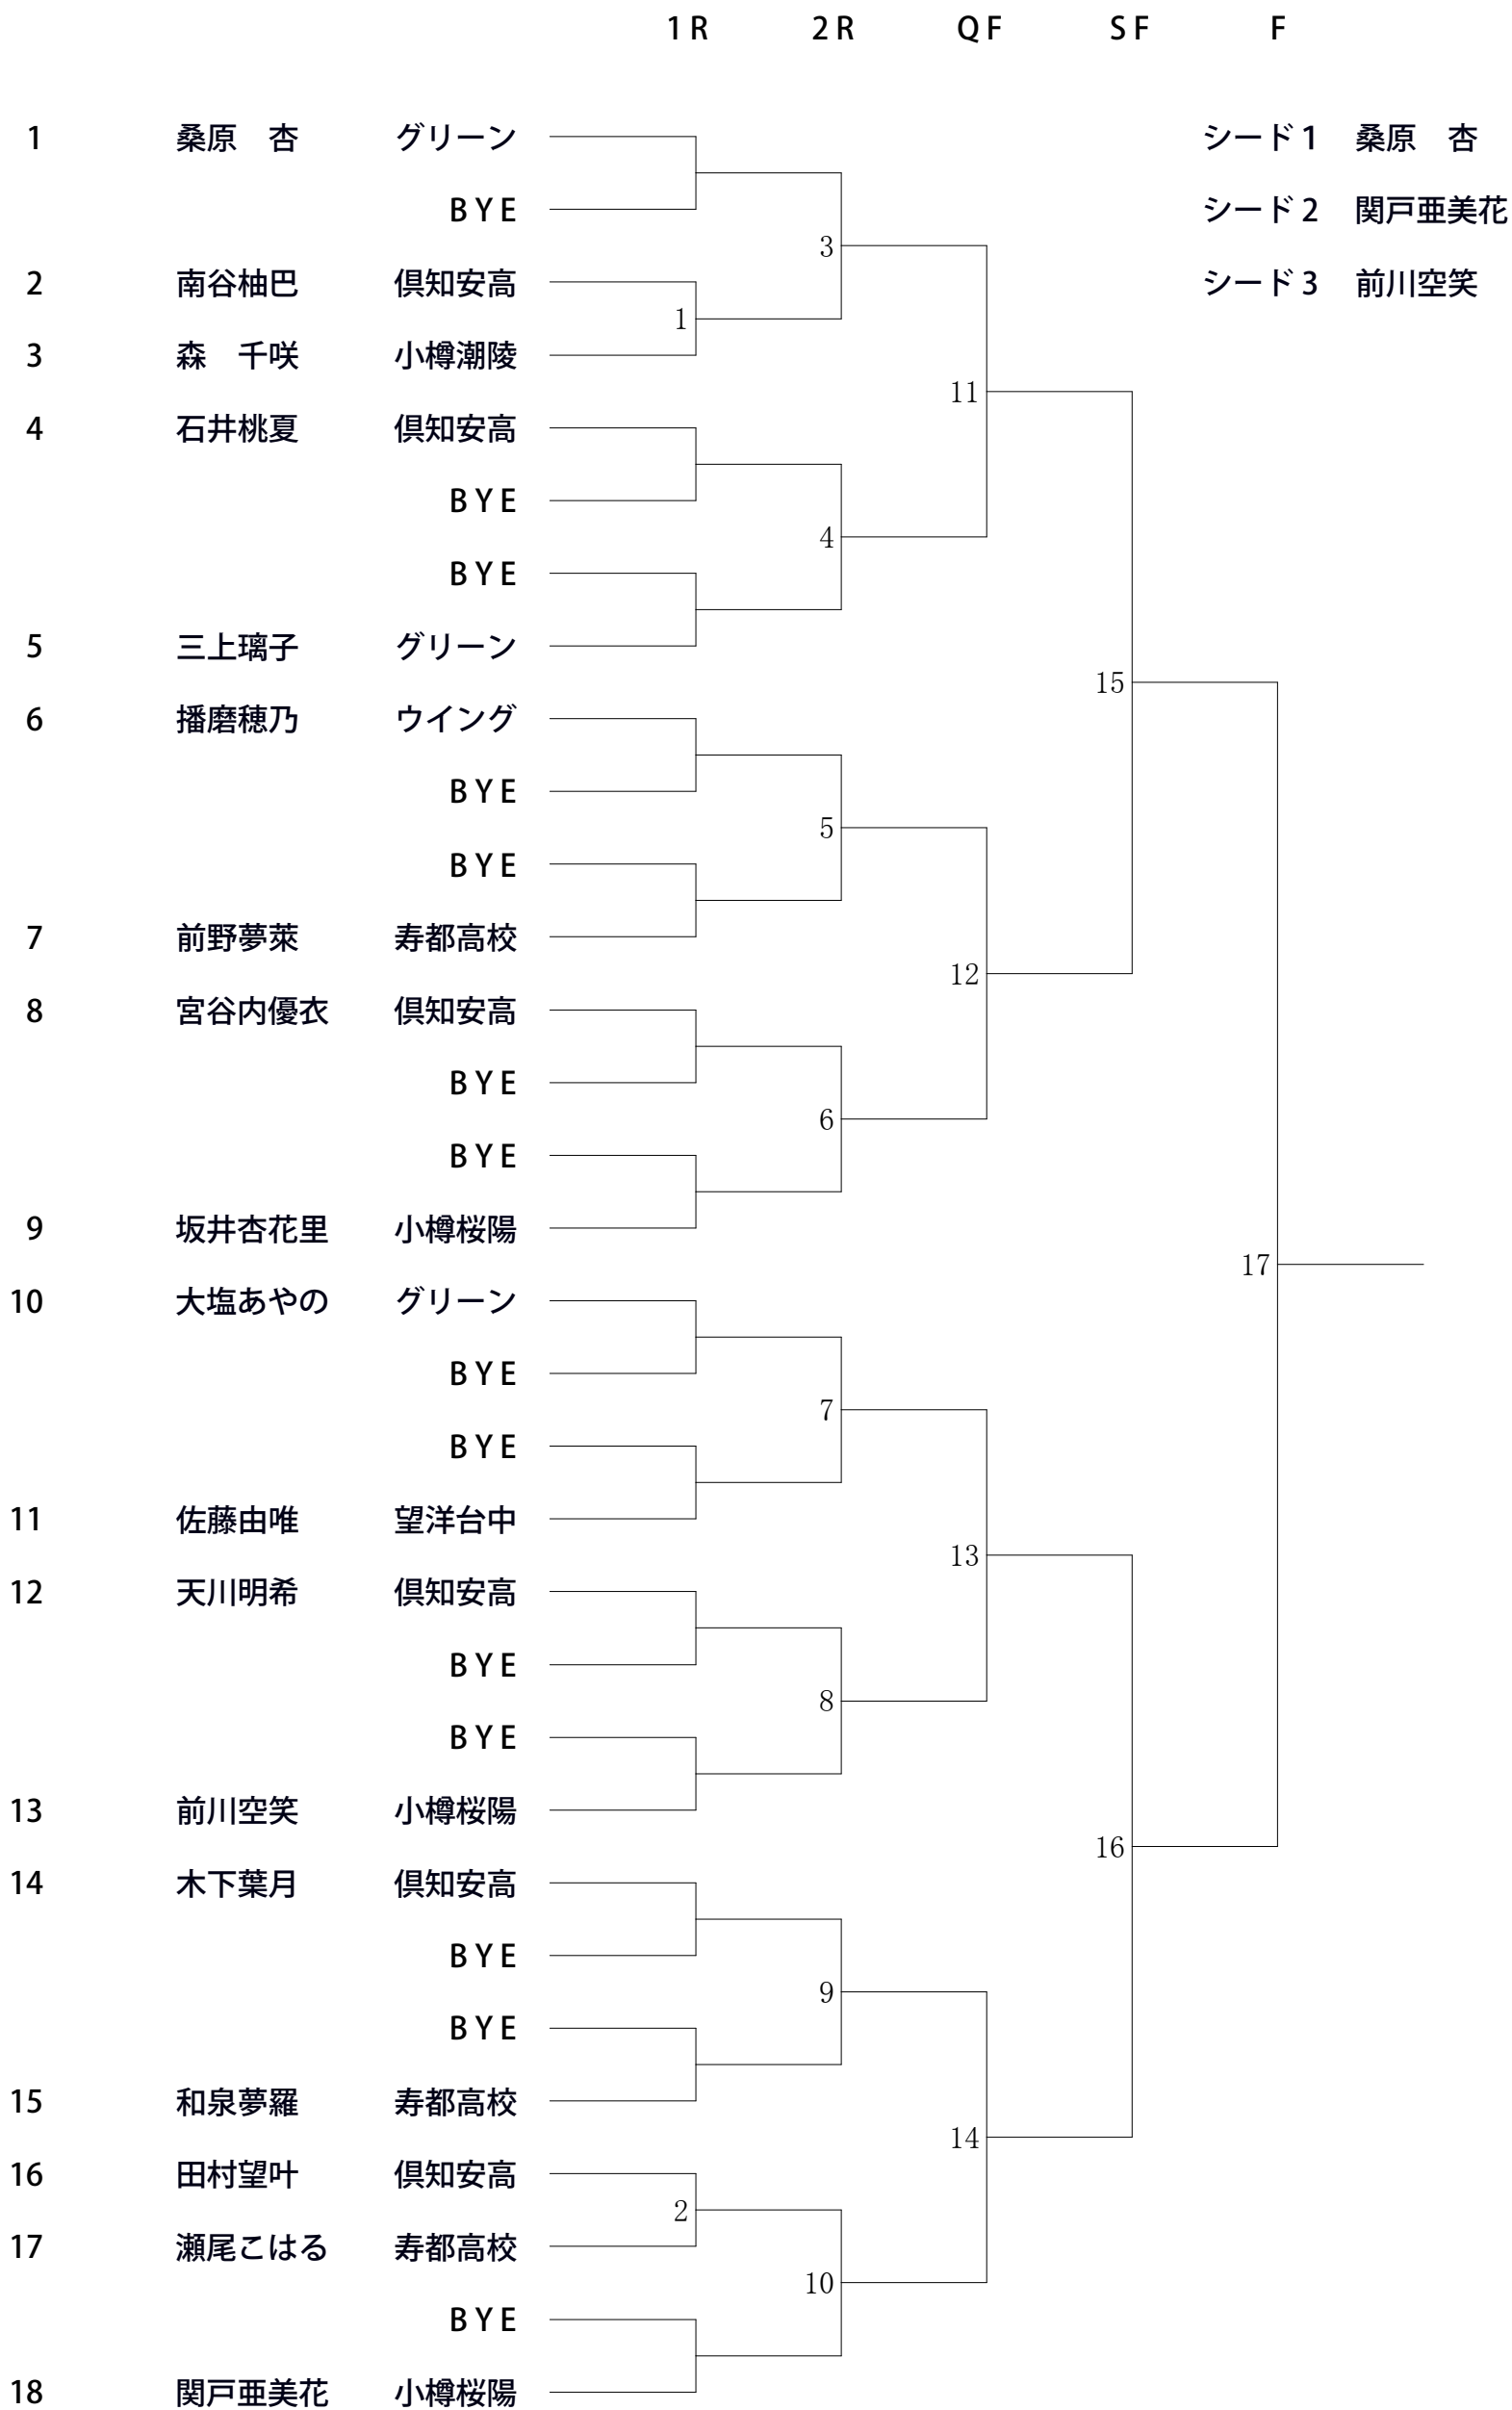 1R 2R QF SF F
1 桑原　杏 グリーン シード1 桑原　杏
BYE シード2 関戸亜美花
3
2 南谷柚巴 倶知安高 シード3 前川空笑
1
3 森　千咲 小樽潮陵
11
4 石井桃夏 倶知安高
BYE
4
BYE
5 三上璃子 グリーン
15
6 播磨穂乃 ウイング
BYE
5
BYE
7 前野夢萊 寿都高校
12
8 宮谷内優衣 倶知安高
BYE
6
BYE
9 坂井杏花里 小樽桜陽
17
10 大塩あやの グリーン
BYE
7
BYE
11 佐藤由唯 望洋台中
13
12 天川明希 倶知安高
BYE
8
BYE
13 前川空笑 小樽桜陽
16
14 木下葉月 倶知安高
BYE
9
BYE
15 和泉夢羅 寿都高校
14
16 田村望叶 倶知安高
2
17 瀬尾こはる 寿都高校
10
BYE
18 関戸亜美花 小樽桜陽